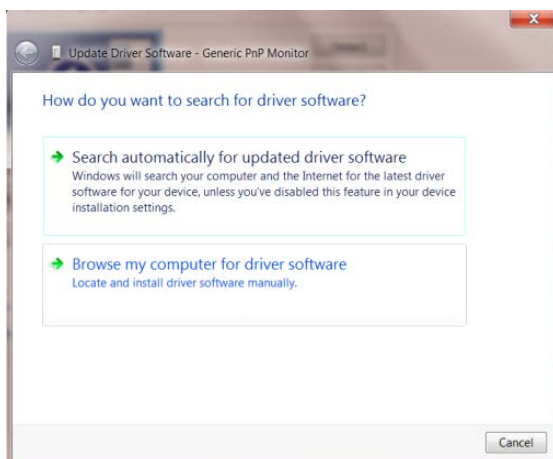 Update Driver Software - Generic PnP Monitor
How do you want to search for driver software?
Search automatically for updated driver software
Windows will search your computer and the Internet for the latest driver
software for your device, unless you've disabled this feature in your device
installation settings.
Browse my computer for driver software
Locate and install driver software manually.
Cancel